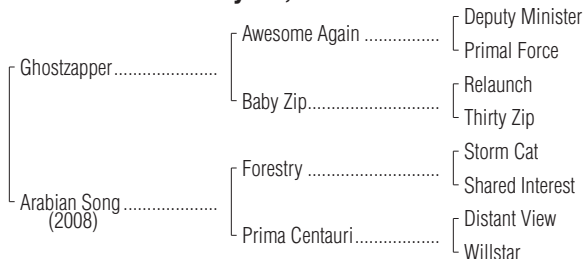 Deputy Minister
Awesome Again ................
Primal Force
Ghostzapper......................
Relaunch
Baby Zip............................
Thirty Zip
Storm Cat
Forestry ............................
Shared Interest
Arabian Song ....................
(2008)
Distant View
Prima Centauri..................
Willstar